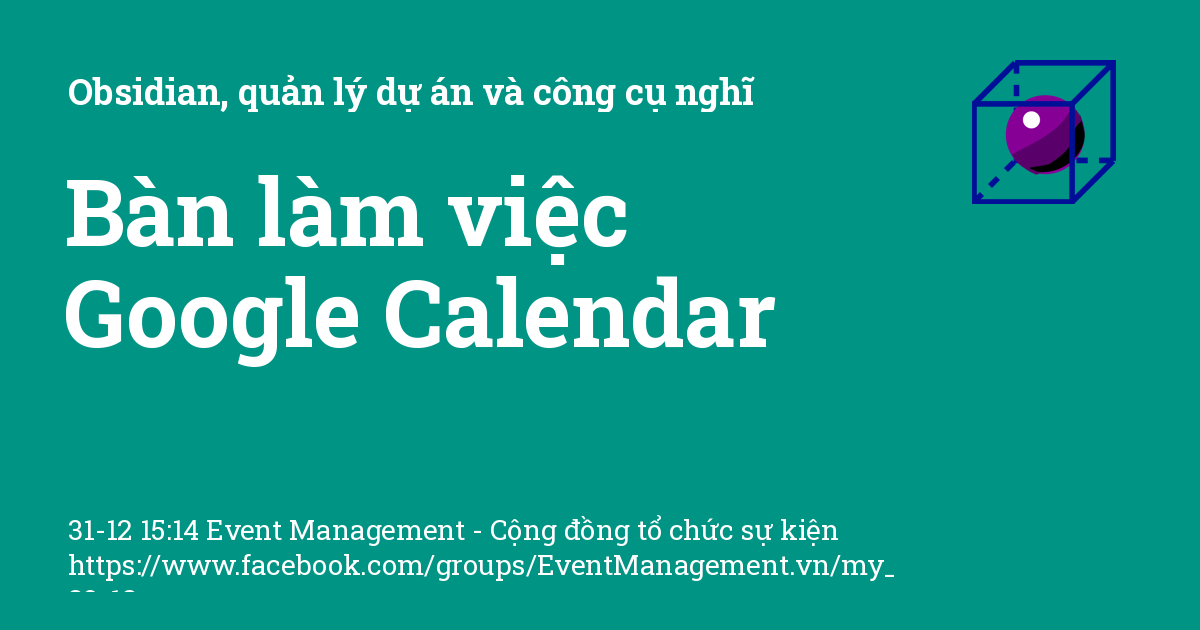 Obsidian, quản lý dự án và công cụ nghĩ
Bàn làm việc
Google Calendar
31-12 15:14 Event Management - Cộng đồng tổ chức sự kiện
https://www.facebook.com/groups/EventManagement.vn/my_